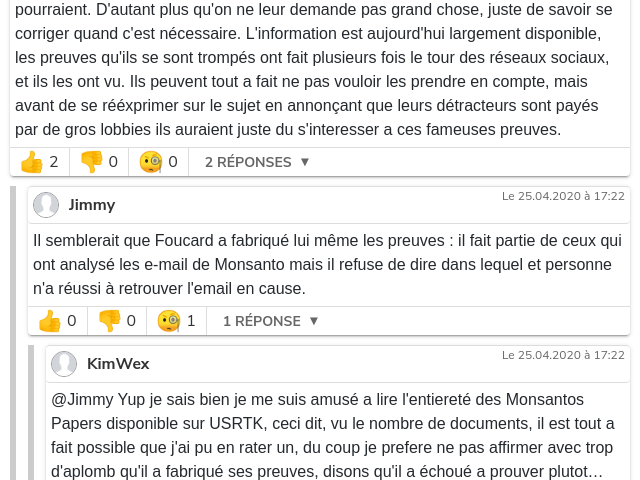 pourraient. D'autant plus qu'on ne leur demande pas grand chose, juste de savoir se
corriger quand c'est nécessaire. L'information est aujourd'hui largement disponible,
les preuves qu'ils se sont trompés ont fait plusieurs fois le tour des réseaux sociaux,
et ils les ont vu. Ils peuvent tout a fait ne pas vouloir les prendre en compte, mais
avant de se rééxprimer sur le sujet en annonçant que leurs détracteurs sont payés
par de gros lobbies ils auraient juste du s'interesser a ces fameuses preuves.
2 0 0 2 RÉPONSES ▼
Le 25.04.2020 à 17:22
Jimmy
Il semblerait que Foucard a fabriqué lui même les preuves : il fait partie de ceux qui
ont analysé les e-mail de Monsanto mais il refuse de dire dans lequel et personne
n'a réussi à retrouver l'email en cause.
0 0 1 1 RÉPONSE ▼
Le 25.04.2020 à 17:22
KimWex
@Jimmy Yup je sais bien je me suis amusé a lire l'entiereté des Monsantos
Papers disponible sur USRTK, ceci dit, vu le nombre de documents, il est tout a
fait possible que j'ai pu en rater un, du coup je prefere ne pas affirmer avec trop
d'aplomb qu'il a fabriqué ses preuves, disons qu'il a échoué a prouver plutot…